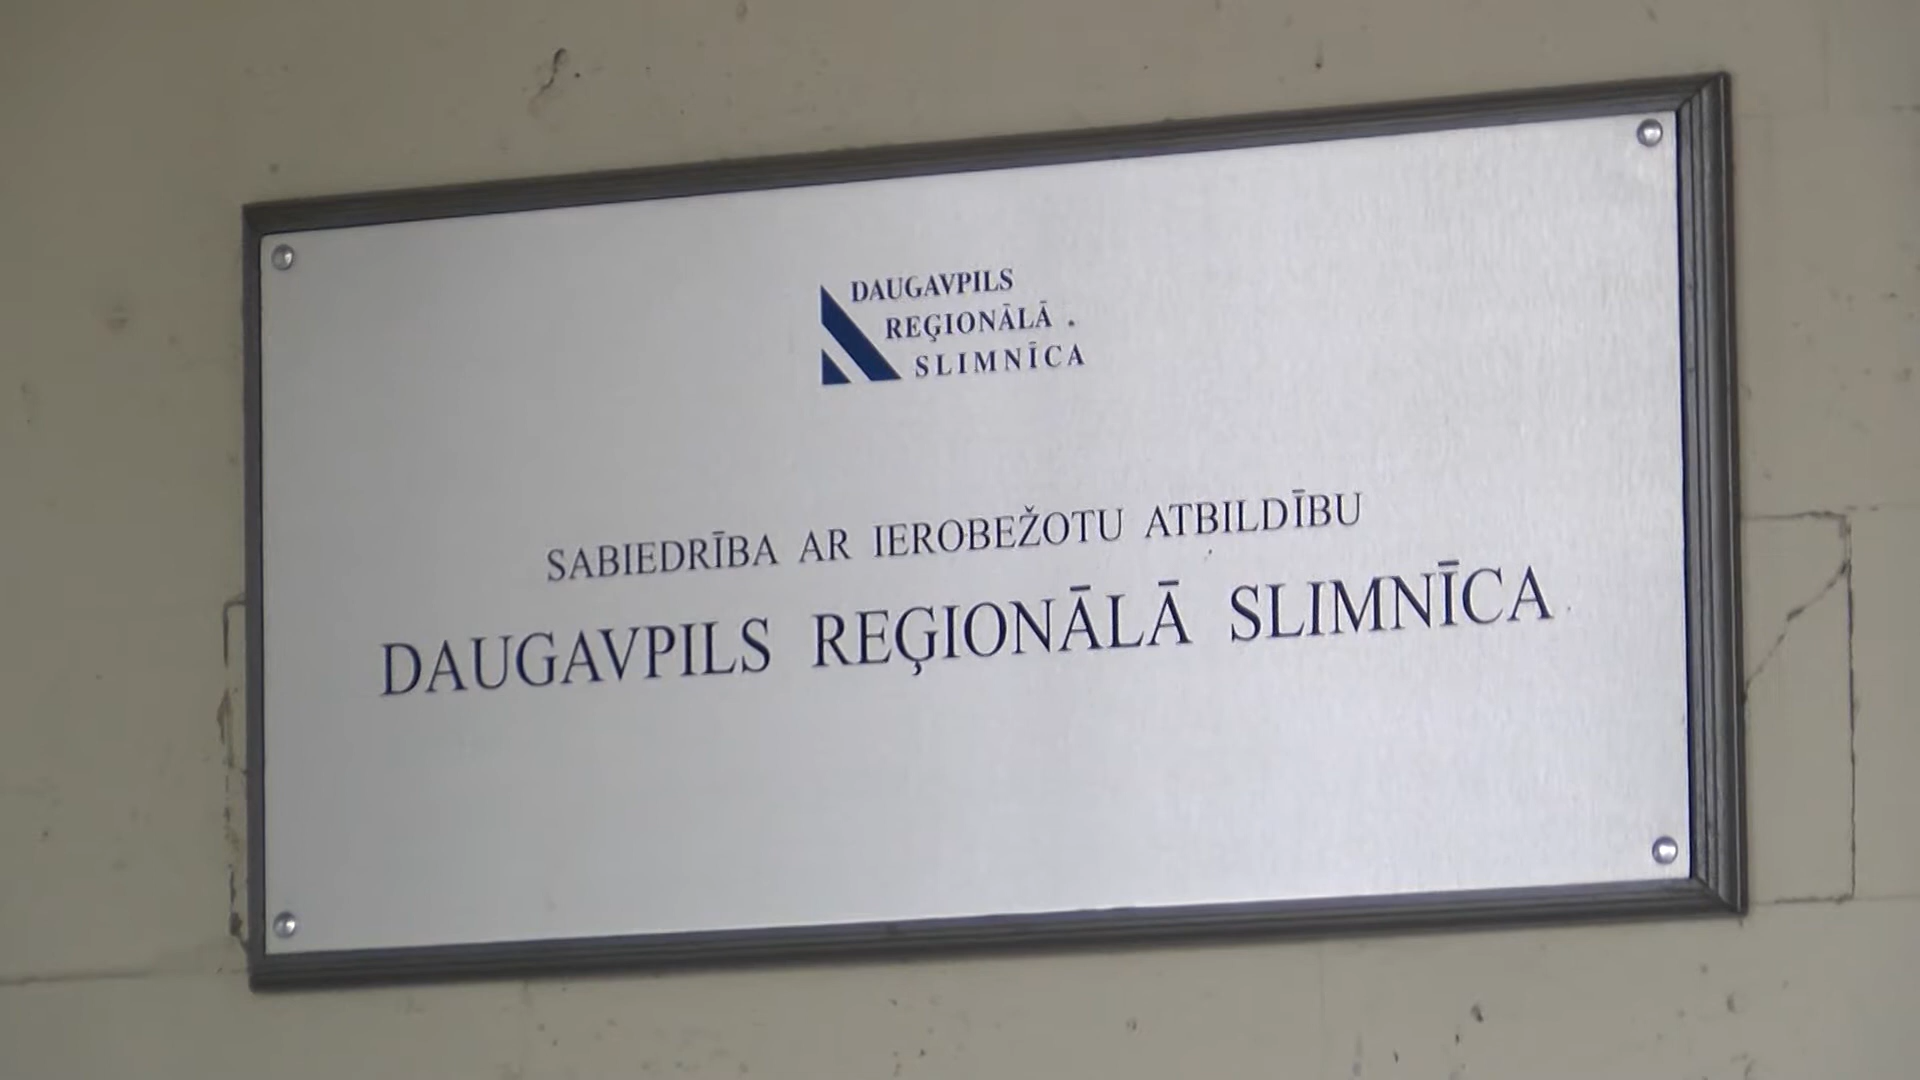 DAUGAVPILS
REĢIONĀLĀ
SLIMNĪCA
SABIEDRĪBA AR IEROBEŽOTU ATBILDĪBU
DAUGAVPILS REĢIONĀLĀ SLIMNĪCA